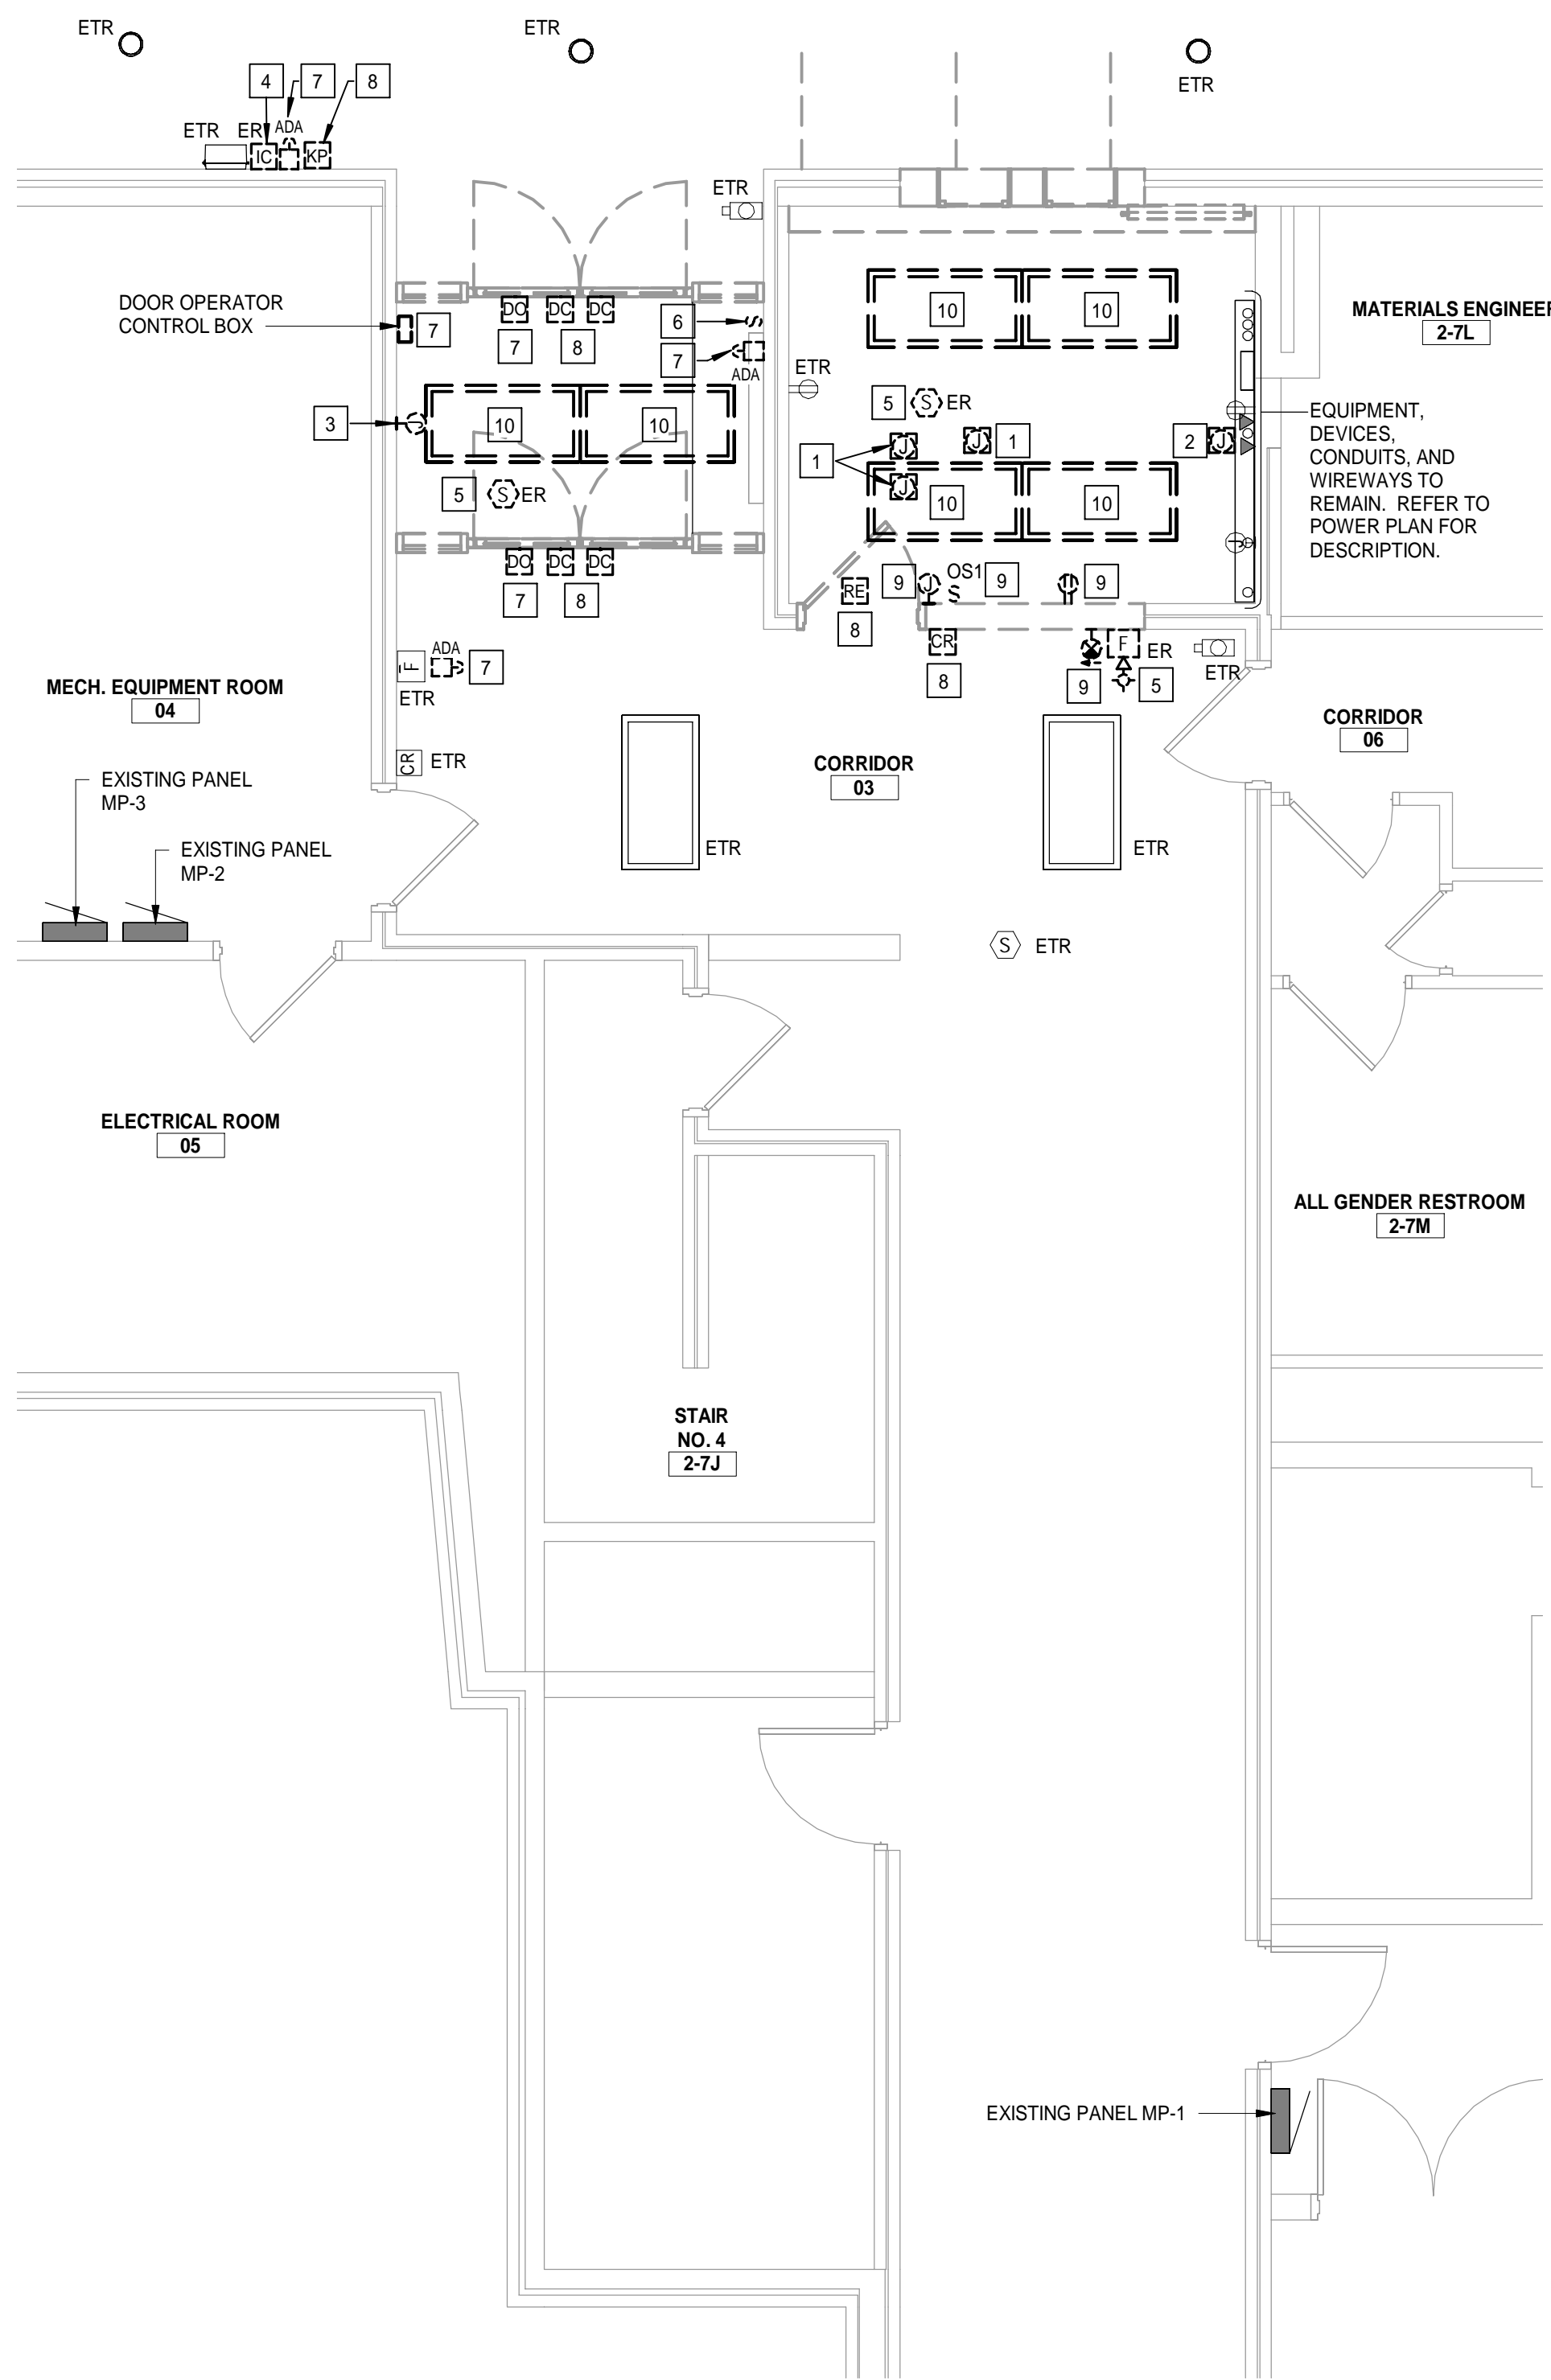 ETR
ETR
ETR
4
7
8
ETR
ER
ADA
IC
KP
ETR
DOOR OPERATOR
CONTROL BOX
7
DO
DC
DC
7
8
6
7
ADA
10
10
MATERIALS ENGINEER
2-7L
ETR
3
J
10
10
5
S
ER
1
J
J
1
2
J
EQUIPMENT,
DEVICES,
CONDUITS, AND
WIREWAYS TO
REMAIN. REFER TO
POWER PLAN FOR
DESCRIPTION.
5
S
ER
J
10
10
J
DO
DC
DC
7
8
RE
8
9
J
OS1
S
9
9
CR
8
F
ER
9
5
ETR
F
ETR
ADA
7
MECH. EQUIPMENT ROOM
04
CORRIDOR
06
CR
ETR
CORRIDOR
03
EXISTING PANEL
MP-3
EXISTING PANEL
MP-2
ETR
ETR
S
ETR
ELECTRICAL ROOM
05
ALL GENDER RESTROOM
2-7M
STAIR
NO. 4
2-7J
EXISTING PANEL MP-1